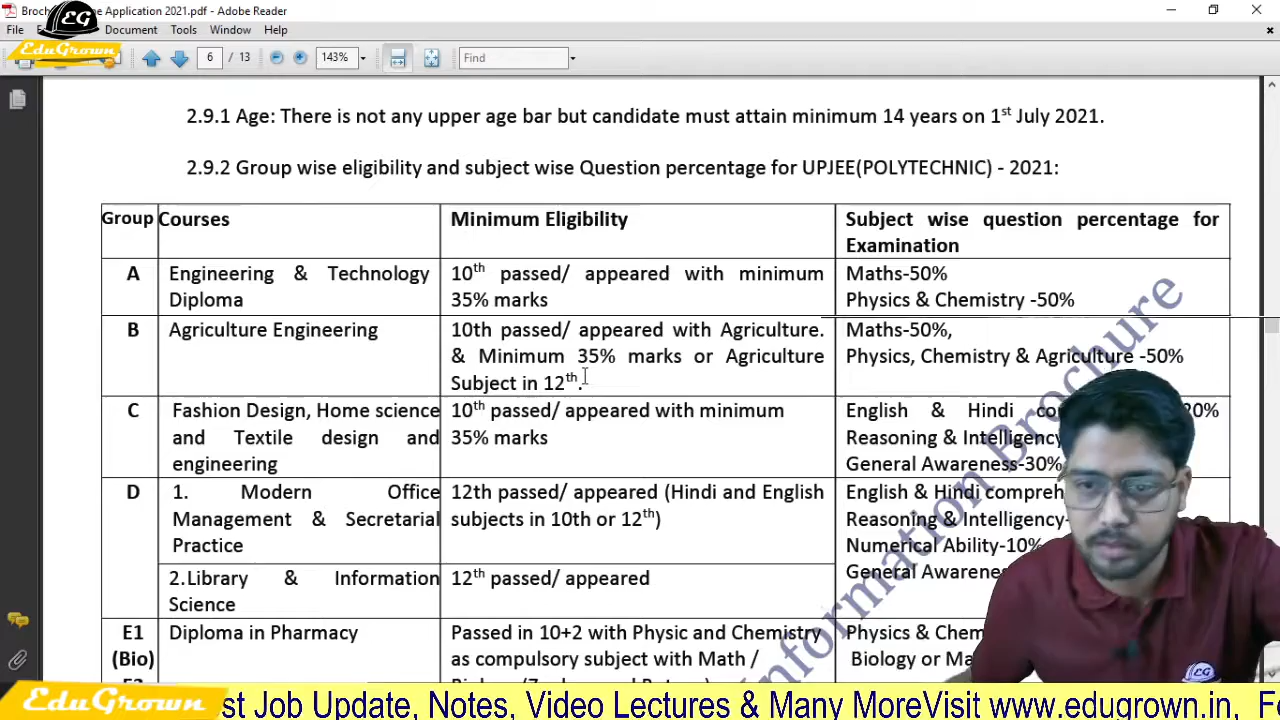 Broch
e Application 2021.pdf - Adobe Reader
EG
EduGrown
File
Document
Tools
Window
Help
6
/ 13
143%
Find
2.9.1 Age: There is not any upper age bar but candidate must attain minimum 14 years on 1st July 2021.
2.9.2 Group wise eligibility and subject wise Question percentage for UPJEE(POLYTECHNIC) - 2021:
Group
Courses
Minimum Eligibility
Subject wise question percentage for
Examination
A
Engineering & Technology
Diploma
10th passed/ appeared with minimum
35% marks
Maths-50%
Physics & Chemistry -50%
B
Agriculture Engineering
10th passed/ appeared with Agriculture.
& Minimum 35% marks or Agriculture
Subject in 12th.
Maths-50%,
Physics, Chemistry & Agriculture -50%
C
Fashion Design, Home science
and Textile design and
engineering
10th passed/ appeared with minimum
35% marks
English & Hindi 20%
Reasoning & Intelligency
General Awareness-30%
D
1. Modern Office
Management & Secretarial
Practice
12th passed/ appeared (Hindi and English
subjects in 10th or 12th)
English & Hindi compreh
Reasoning & Intelligency-
Numerical Ability-10%
General Awareness
2.Library & Information
Science
12th passed/ appeared
E1
(Bio)
Diploma in Pharmacy
Passed in 10+2 with Physic and Chemistry
as compulsory subject with Math /
Physics & Chem
Biology or Ma
Information Brochure
EG
EduGrown
st Job Update, Notes, Video Lectures & Many MoreVisit www.edugrown.in, Fo
EduGrown